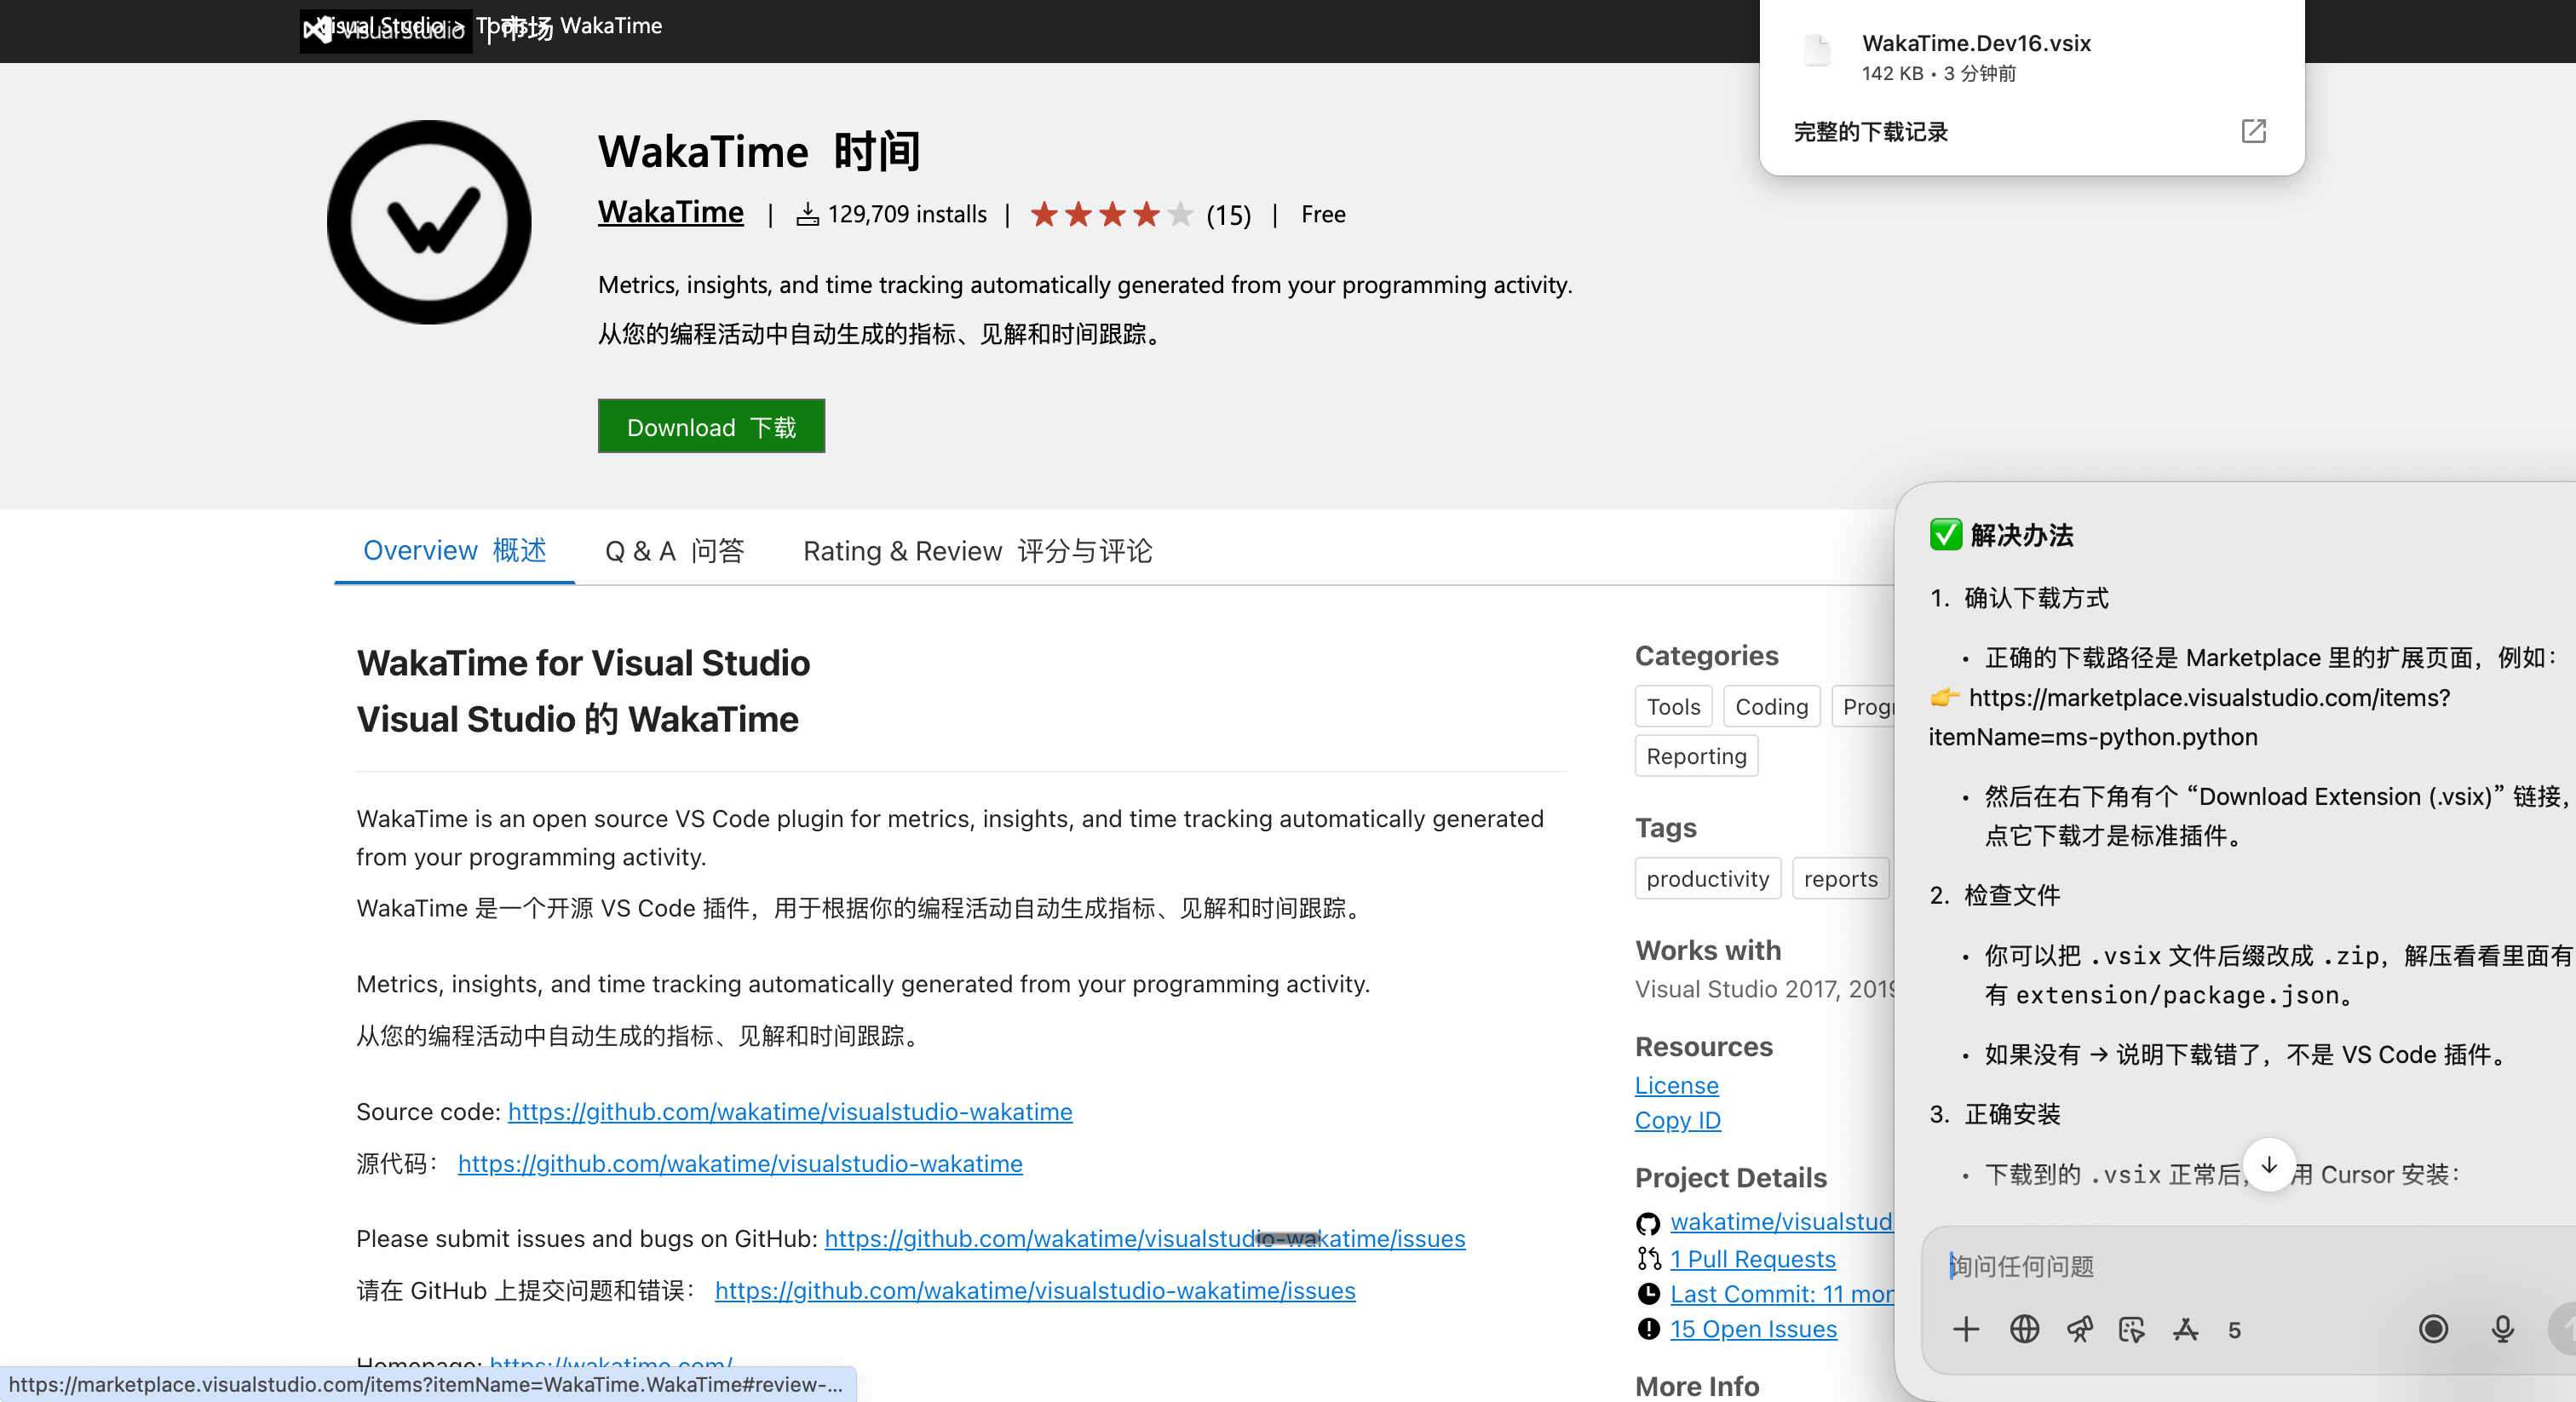 Visual Studio | 市场
Visual Studio > Tools > WakaTime
WakaTime.Dev16.vsix
142 KB • 3 分钟前
完整的下载记录
WakaTime 时间
WakaTime | 129,709 installs | (15) | Free
Metrics, insights, and time tracking automatically generated from your programming activity.
从您的编程活动中自动生成的指标、见解和时间跟踪。
Download 下载
Overview 概述 Q & A 问答 Rating & Review 评分与评论
WakaTime for Visual Studio
Visual Studio 的 WakaTime
WakaTime is an open source VS Code plugin for metrics, insights, and time tracking automatically generated
from your programming activity.
WakaTime 是一个开源 VS Code 插件，用于根据你的编程活动自动生成指标、见解和时间跟踪。
Metrics, insights, and time tracking automatically generated from your programming activity.
从您的编程活动中自动生成的指标、见解和时间跟踪。
Source code: https://github.com/wakatime/visualstudio-wakatime
源代码： https://github.com/wakatime/visualstudio-wakatime
Please submit issues and bugs on GitHub: https://github.com/wakatime/visualstudio-wakatime/issues
请在 GitHub 上提交问题和错误： https://github.com/wakatime/visualstudio-wakatime/issues
Homepage: https://wakatime.com/
https://marketplace.visualstudio.com/items?itemName=WakaTime.WakaTime#review-...
Categories
Tools Coding Progr
Reporting
Tags
productivity reports
Works with
Visual Studio 2017, 2019
Resources
License
Copy ID
Project Details
wakatime/visualstud
1 Pull Requests
Last Commit: 11 mon
15 Open Issues
More Info
✅ 解决办法
1. 确认下载方式
• 正确的下载路径是 Marketplace 里的扩展页面，例如：
👉 https://marketplace.visualstudio.com/items?
itemName=ms-python.python
• 然后在右下角有个 “Download Extension (.vsix)” 链接，
点它下载才是标准插件。
2. 检查文件
• 你可以把 .vsix 文件后缀改成 .zip，解压看看里面有
有 extension/package.json。
• 如果没有 → 说明下载错了，不是 VS Code 插件。
3. 正确安装
• 下载到的 .vsix 正常后，用 Cursor 安装：
询问任何问题
5